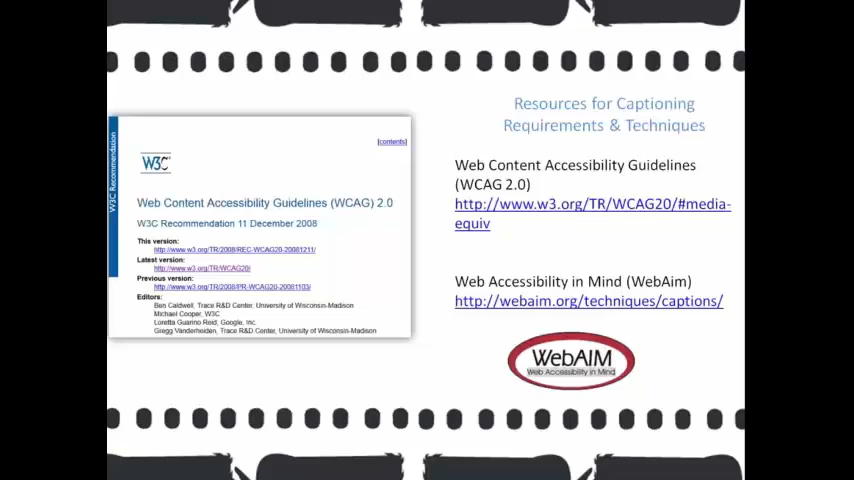 Resources for Captioning
Requirements & Techniques
[contents]
W3C Recommendation
W3C
Web Content Accessibility Guidelines (WCAG) 2.0
W3C Recommendation 11 December 2008
This version:
http://www.w3.org/TR/2008/REC-WCAG20-20081211/
Latest version:
http://www.w3.org/TR/WCAG20/
Previous version:
http://www.w3.org/TR/2008/PR-WCAG20-20081103/
Editors:
Ben Caldwell, Trace R&D Center, University of Wisconsin-Madison
Michael Cooper, W3C
Loretta Guarino Reid, Google, Inc.
Gregg Vanderheiden, Trace R&D Center, University of Wisconsin-Madison
Web Content Accessibility Guidelines
(WCAG 2.0)
http://www.w3.org/TR/WCAG20/#media-
equiv
Web Accessibility in Mind (WebAim)
http://webaim.org/techniques/captions/
WebAIM
Web Accessibility in Mind